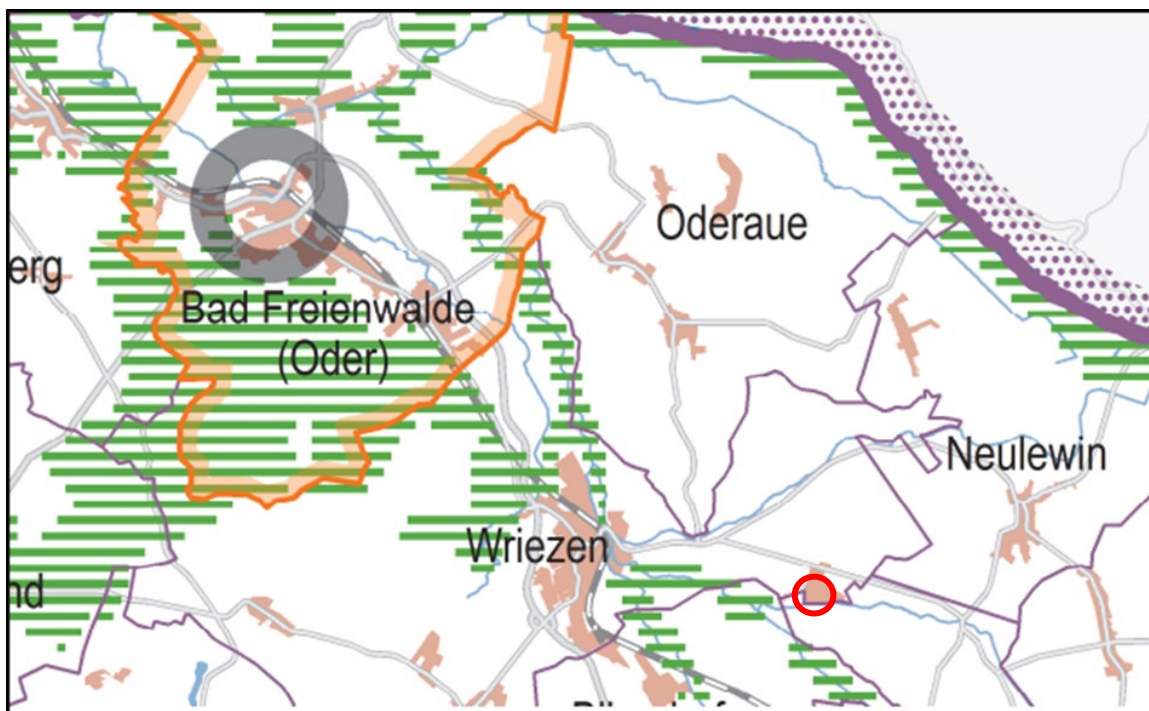 Oderaue
erg
Bad Freienwalde
(Oder)
Neulewin
Wriezen
nd